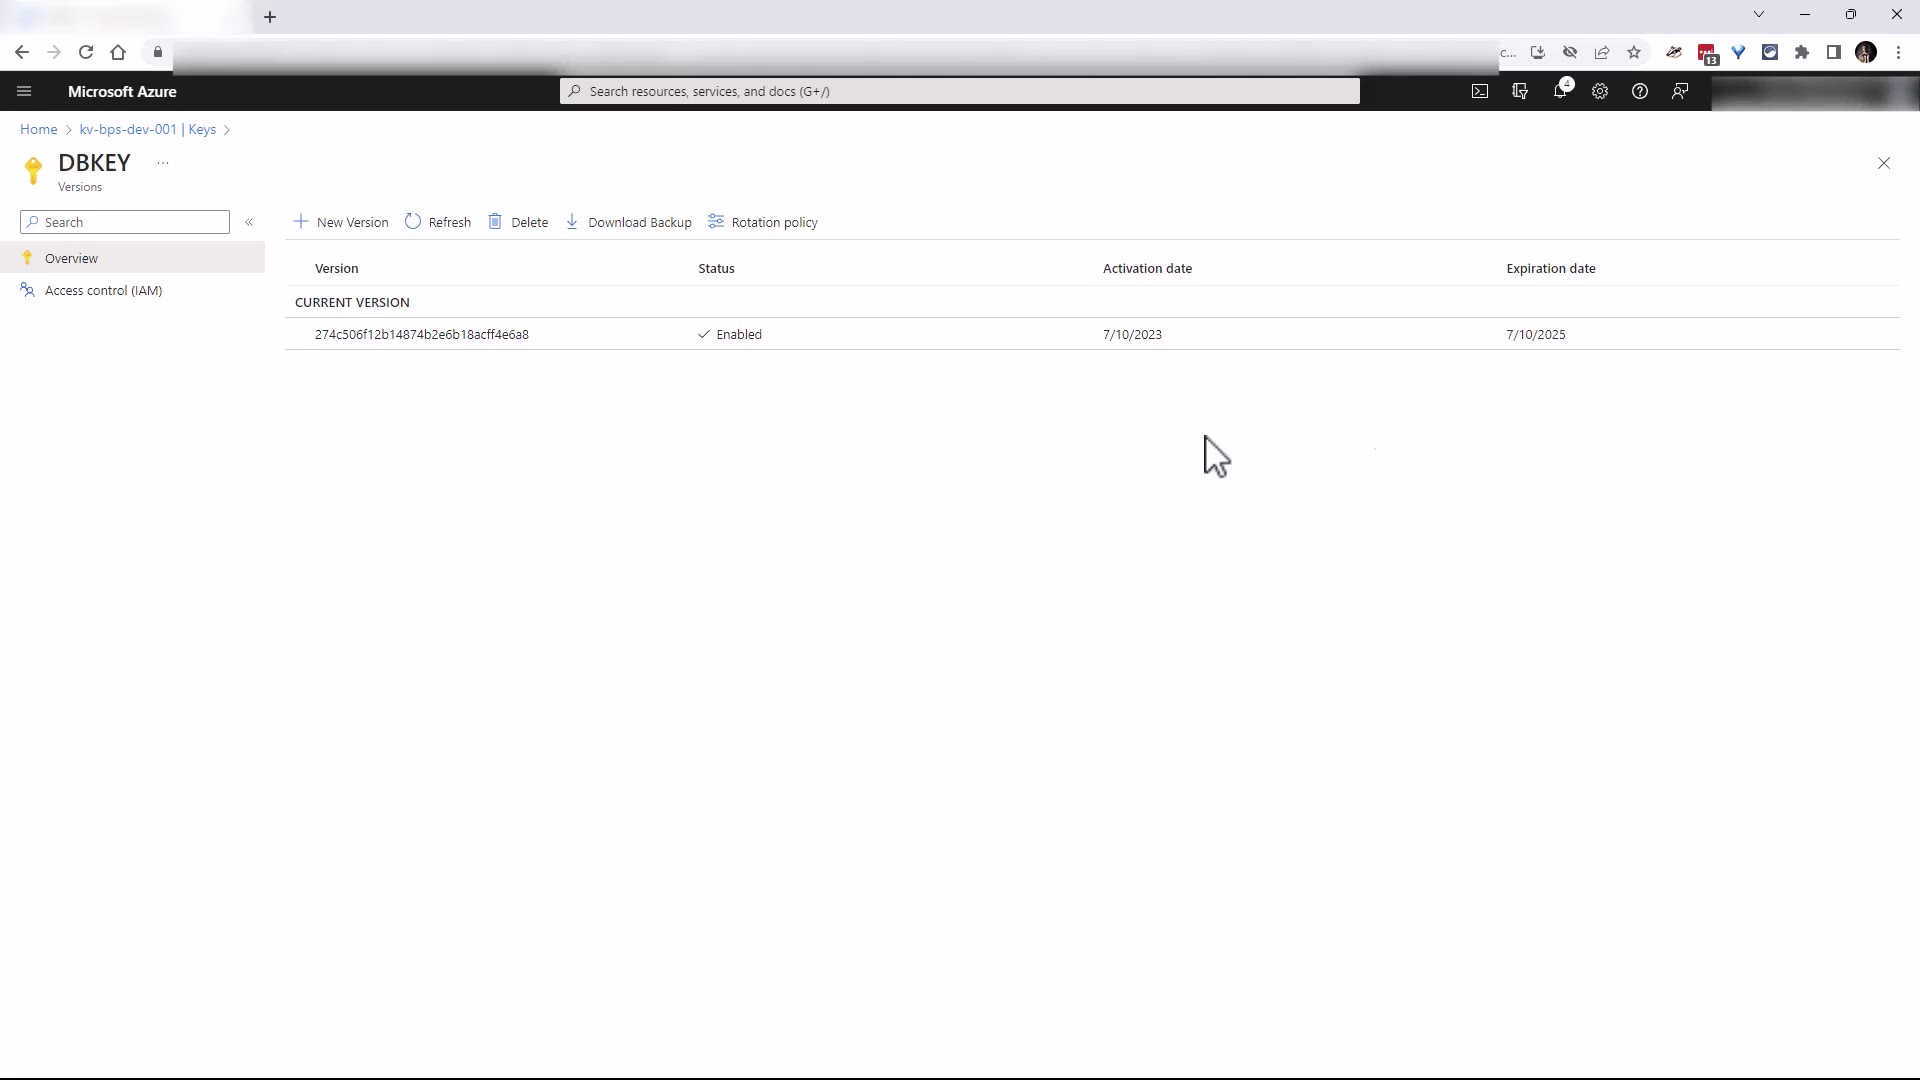 c...
13
Microsoft Azure
Search resources, services, and docs (G+/)
4
Home > kv-bps-dev-001 | Keys >
DBKEY ...
Versions
Search
«
New Version
Refresh
Delete
Download Backup
Rotation policy
Overview
Access control (IAM)
Version Status Activation date Expiration date
CURRENT VERSION
274c506f12b14874b2e6b18acff4e6a8 Enabled 7/10/2023 7/10/2025